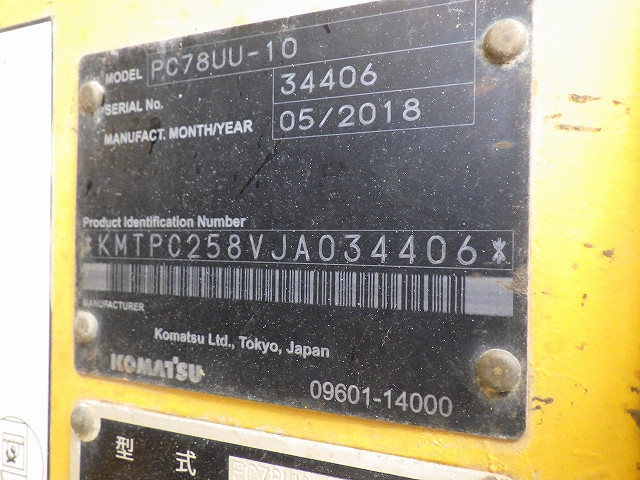 MODEL PC78UU-10
SERIAL No. 34406
MANUFACT. MONTH/YEAR 05/2018
Product Identification Number
*KMTPC258VJA034406*
MANUFACTURER
Komatsu Ltd., Tokyo, Japan
KOMATSU
09601-14000
型式